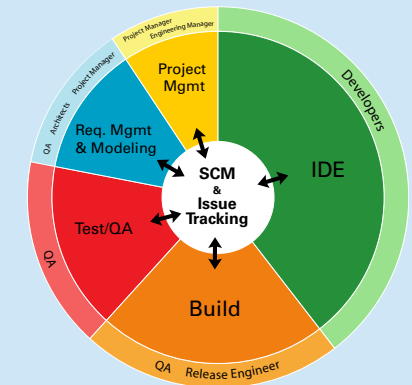 Project Manager
Engineering Manager
Project
Mgmt
Developers
IDE
QA Architects Project Manager
Req. Mgmt
& Modeling
SCM
&
Issue
Tracking
Test/QA
QA
Build
QA Release Engineer